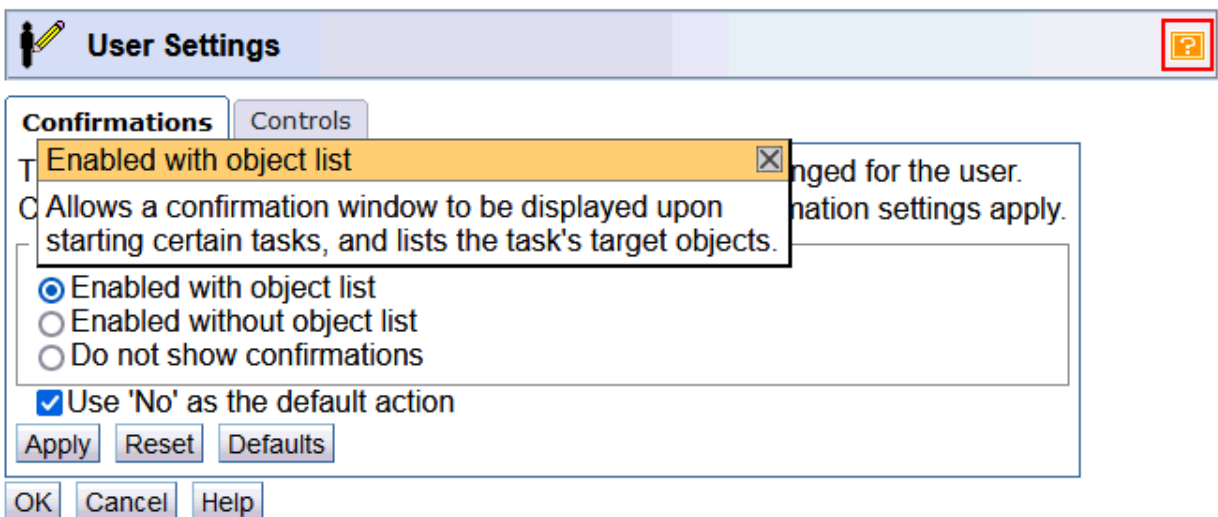 User Settings
?
Confirmations Controls
Enabled with object list
T nged for the user.
Allows a confirmation window to be displayed upon
C mation settings apply.
starting certain tasks, and lists the task's target objects.
Enabled with object list
Enabled without object list
Do not show confirmations
Use 'No' as the default action
Apply Reset Defaults
OK Cancel Help